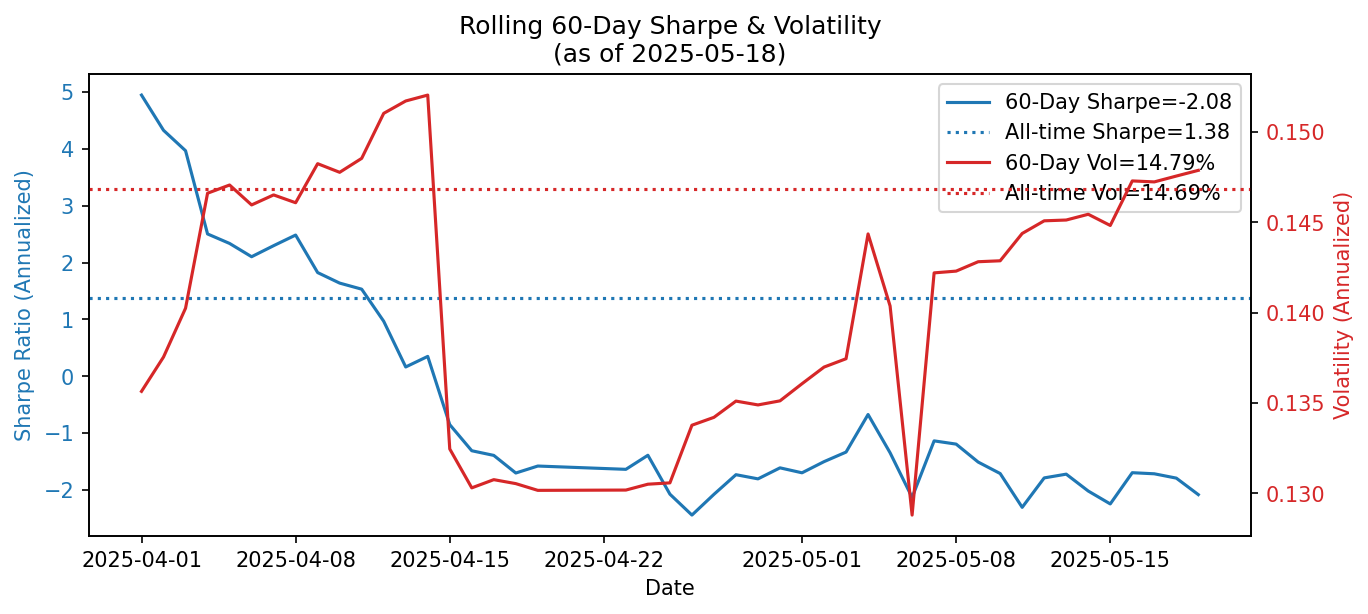 Rolling 60-Day Sharpe & Volatility
(as of 2025-05-18)
Sharpe Ratio (Annualized)
5
4
3
2
1
0
−1
−2
60-Day Sharpe=-2.08
All-time Sharpe=1.38
60-Day Vol=14.79%
All-time Vol=14.69%
0.150
0.145
0.140
0.135
0.130
Volatility (Annualized)
2025-04-01
2025-04-08
2025-04-15
2025-04-22
2025-05-01
2025-05-08
2025-05-15
Date